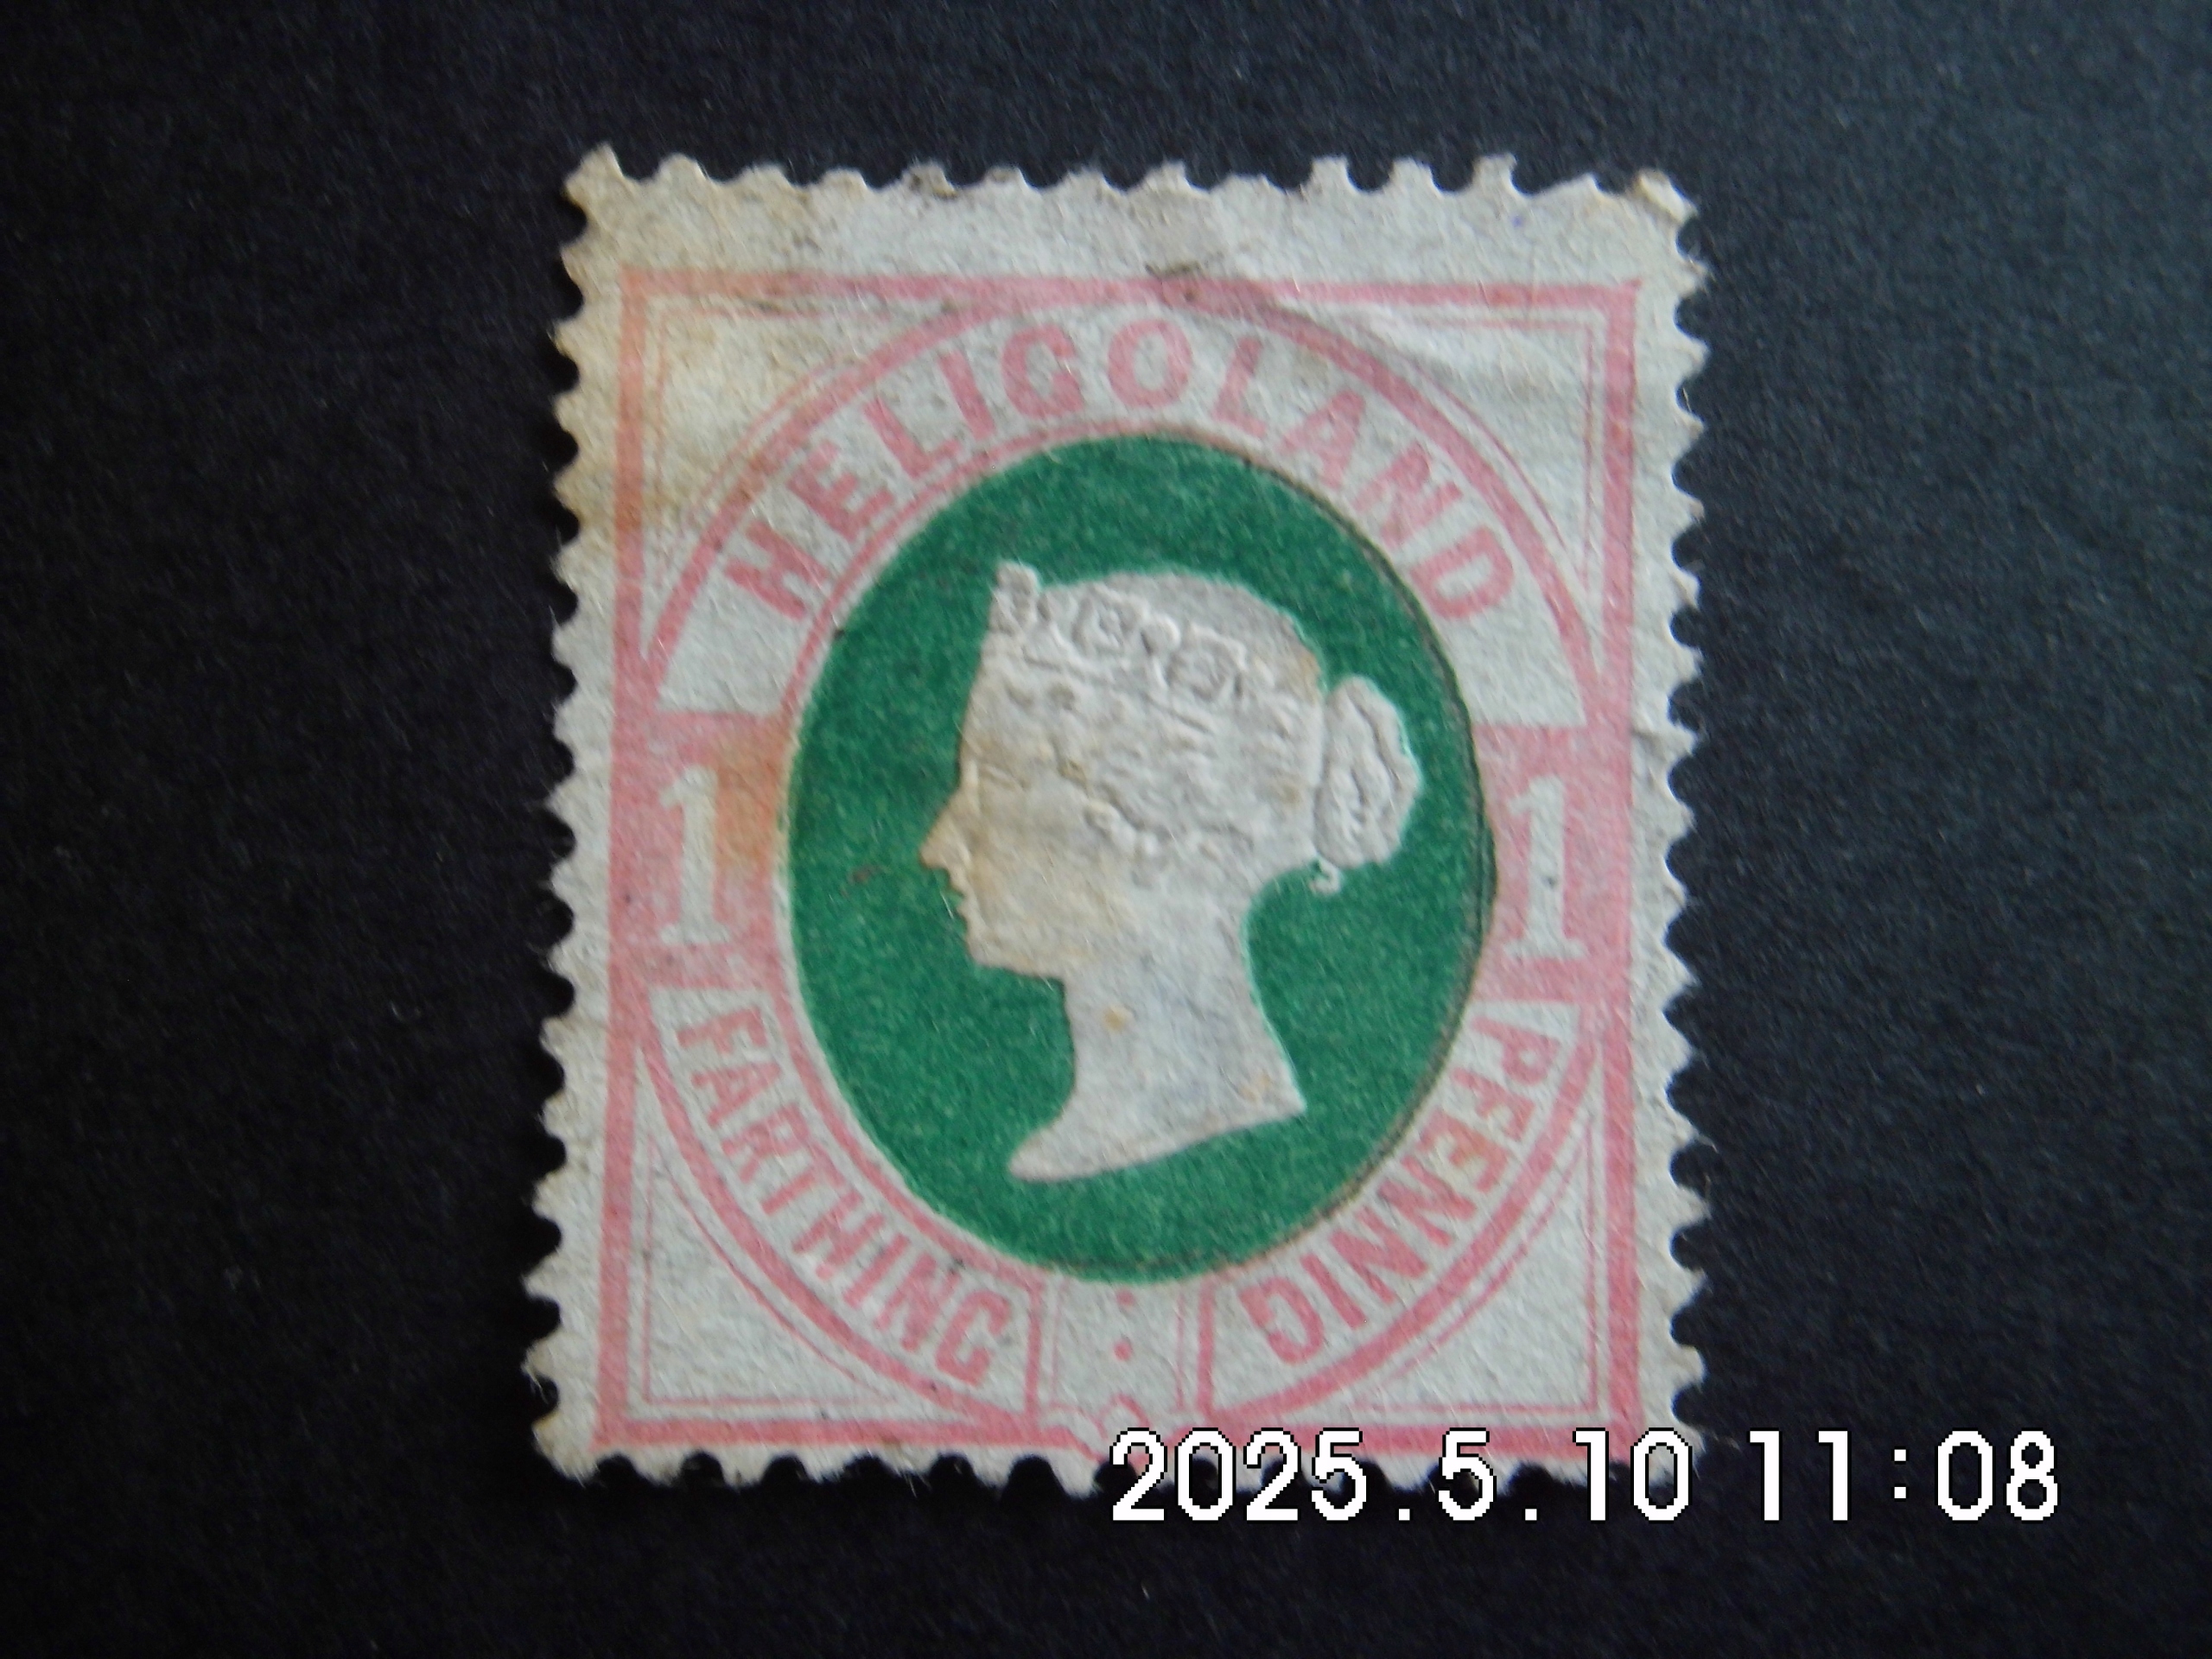 HELIGOLAND
1 1
FARTHING PFENNIG
2025.5.10 11:08